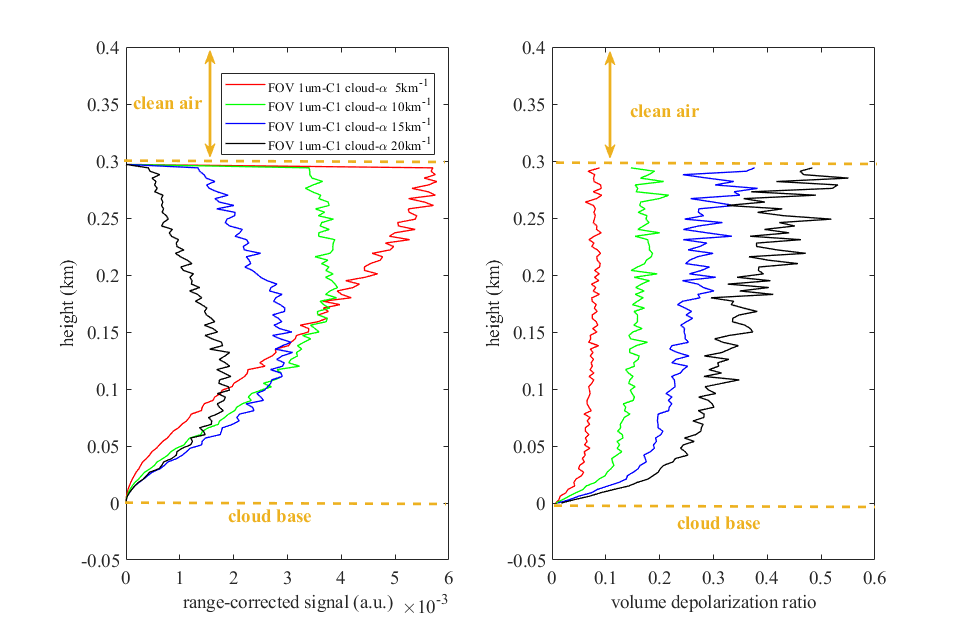 0.4
0.35
0.3
0.25
0.2
0.15
0.1
0.05
0
-0.05
height (km)
clean air
FOV 1um-C1 cloud-α 5km⁻¹
FOV 1um-C1 cloud-α 10km⁻¹
FOV 1um-C1 cloud-α 15km⁻¹
FOV 1um-C1 cloud-α 20km⁻¹
cloud base
0 1 2 3 4 5 6
range-corrected signal (a.u.) ×10⁻³
0.4
0.35
0.3
0.25
0.2
0.15
0.1
0.05
0
-0.05
height (km)
clean air
cloud base
0 0.1 0.2 0.3 0.4 0.5 0.6
volume depolarization ratio